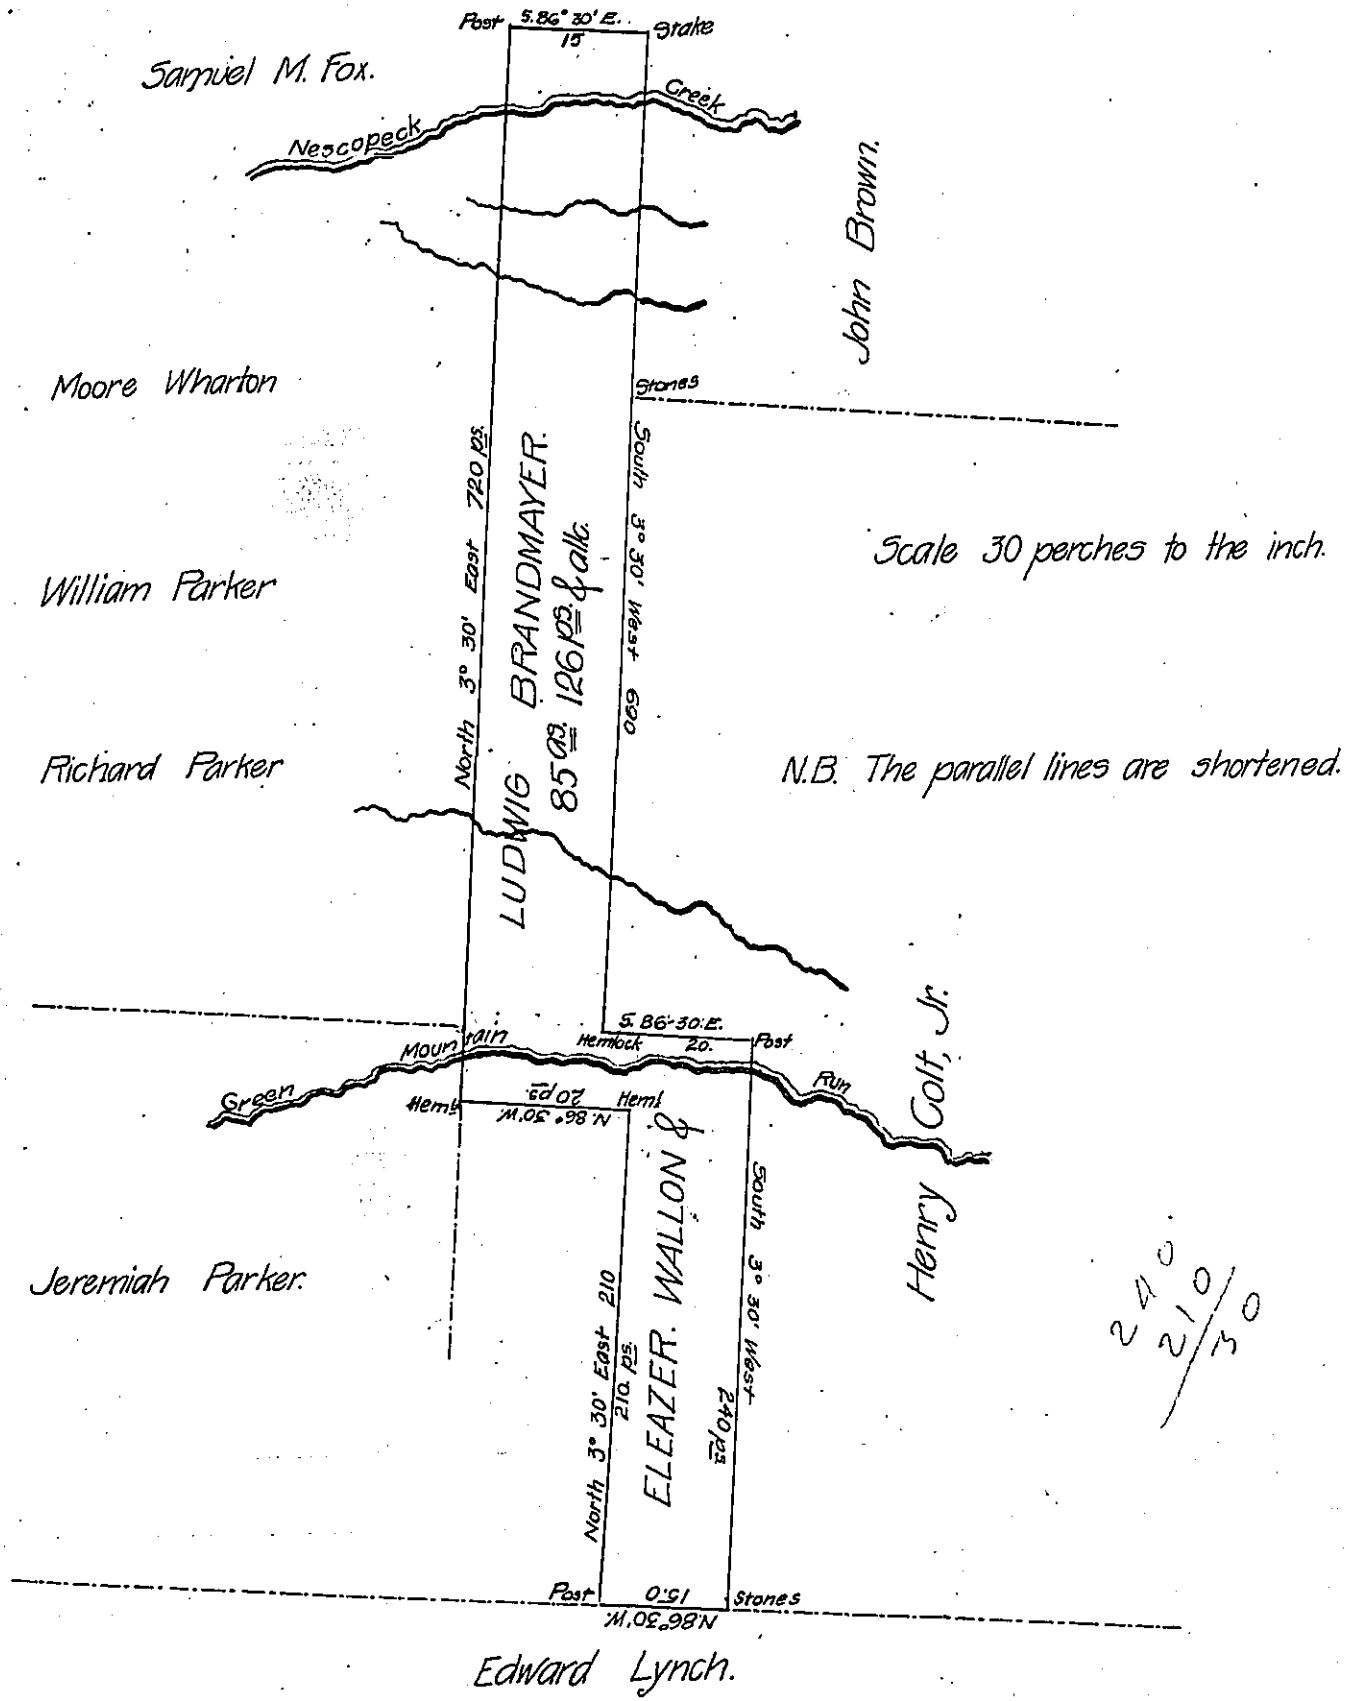 Post S.86° 30' E. Stake
15
Samuel M. Fox.
Nescopeck Creek
John Brown.
Moore Wharton
Stones
North 3° 30' East 720 ps.
LUDWIG BRANDMAYER.
85 as. 126 ps. & allc.
South 3° 30' West 690
Scale 30 perches to the inch.
William Parker
Richard Parker
N.B. The parallel lines are shortened.
S. 86-30' E.
Hemlock 20. Post
Green Mountain Run
Heml. Heml
N. 86° 30' W.
20 ps.
Henry Colt, Jr.
ELEAZER. WALLON &
South 3° 30' West
240 ps
North 3° 30' East 210
210. ps.
Jeremiah Parker.
240.
210
30
Post 15.0 Stones
N.86°30'W.
Edward Lynch.